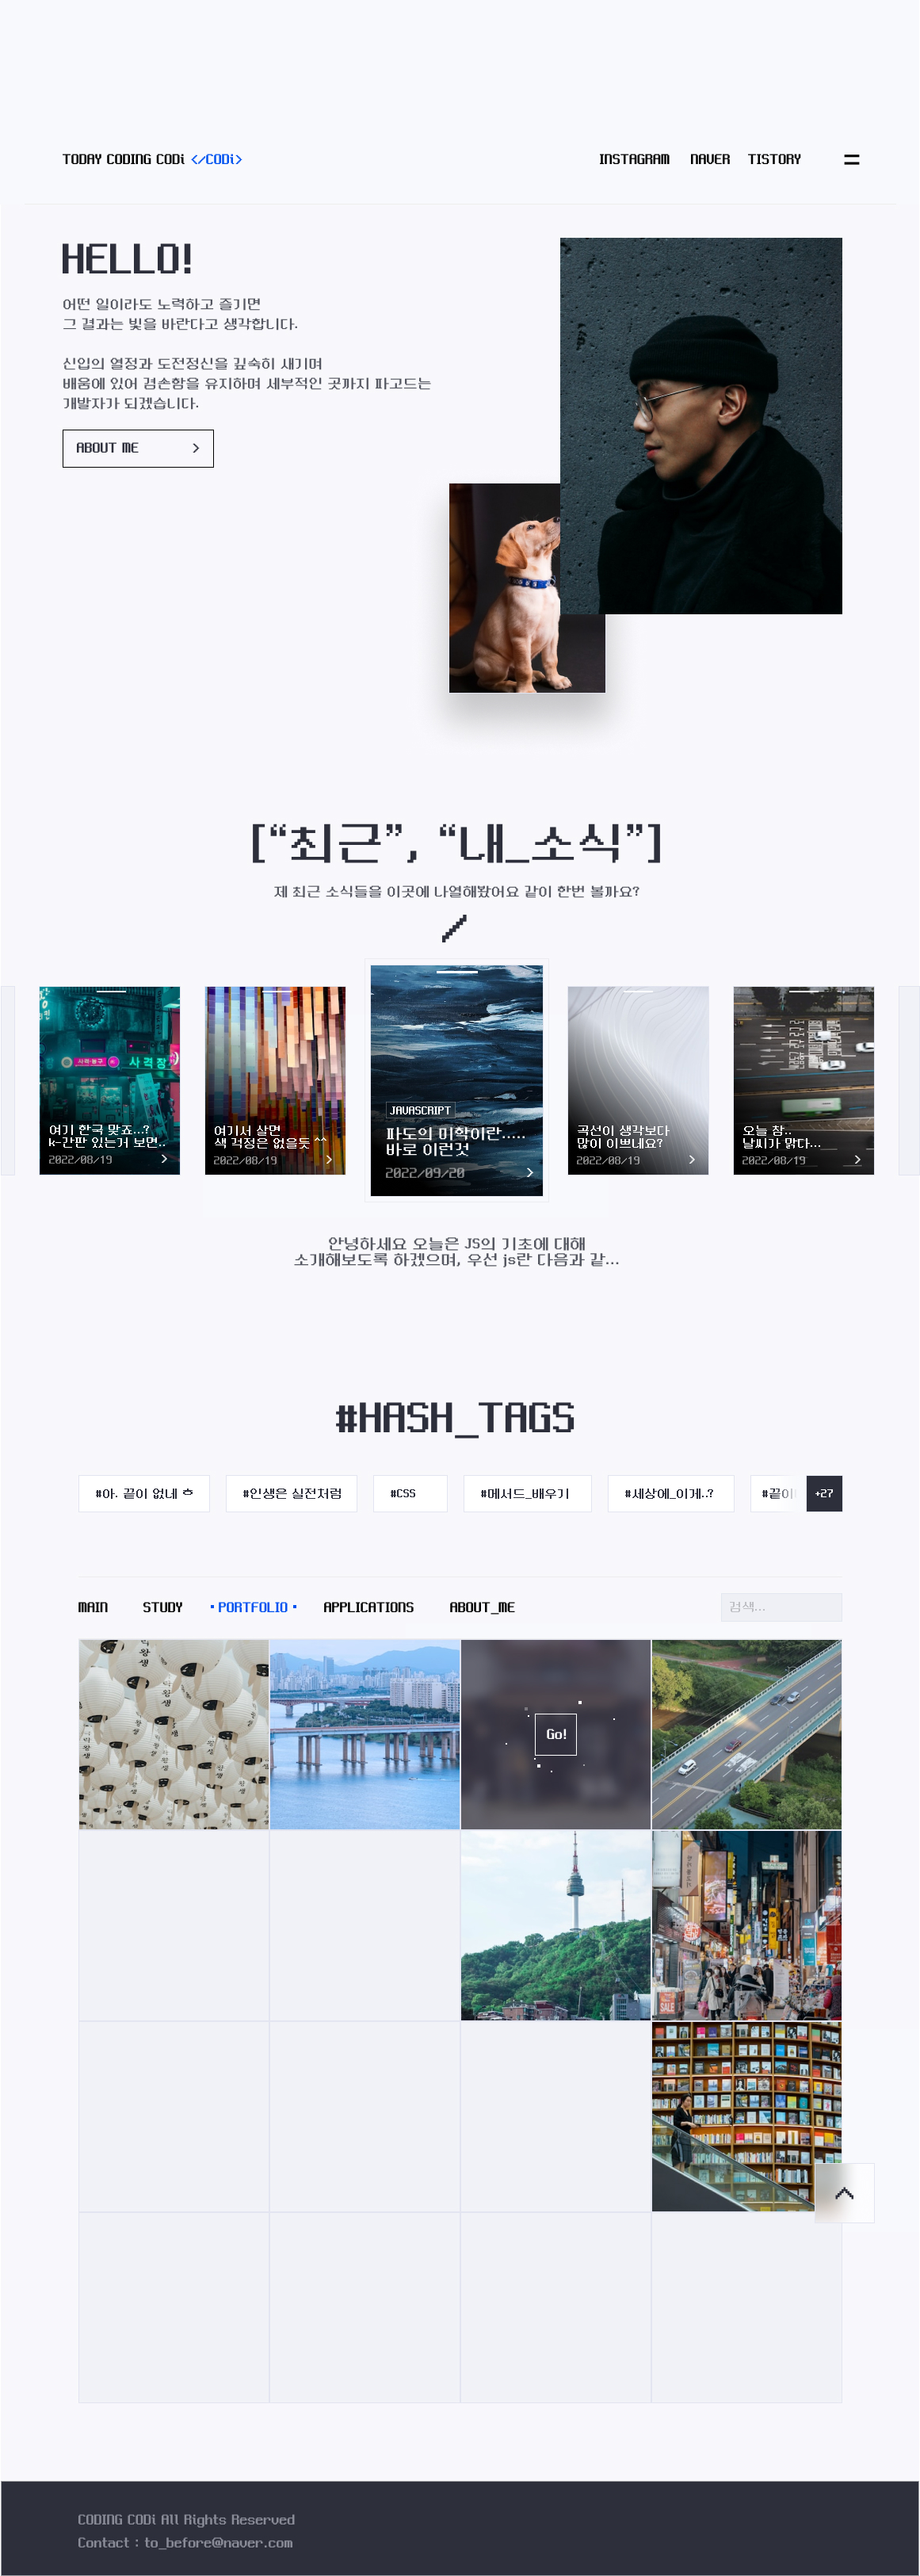 TODAY CODING CODi </CODi>
INSTAGRAM NAVER TISTORY
HELLO!
어떤 일이라도 노력하고 즐기면
그 결과는 빛을 바란다고 생각합니다.
신입의 열정과 도전정신을 깊숙히 새기며
배움에 있어 겸손함을 유지하며 세부적인 곳까지 파고드는
개발자가 되겠습니다.
ABOUT ME
[“최근”, “내_소식”]
제 최근 소식들을 이곳에 나열해봤어요 같이 한번 볼까요?
사격장
여기 한국 맞죠...?
k-간판 있는거 보면..
2022/08/19
여기서 살면
색 걱정은 없을듯 ^^
2022/08/19
JAVASCRIPT
파도의 미학이란.....
바로 이런것
2022/09/20
곡선이 생각보다
많이 이쁘네요?
2022/08/19
오늘 참..
날씨가 맑다...
2022/08/19
안녕하세요 오늘은 JS의 기초에 대해
소개해보도록 하겠으며, 우선 js란 다음과 같...
#HASH_TAGS
#아. 끝이 없네 ㅎ
#인생은 실전처럼
#CSS
#메서드_배우기
#세상에_이게..?
#끝이
+27
MAIN STUDY PORTFOLIO APPLICATIONS ABOUT_ME
검색...
Go!
SALE
CODING CODi All Rights Reserved
Contact : to_before@naver.com